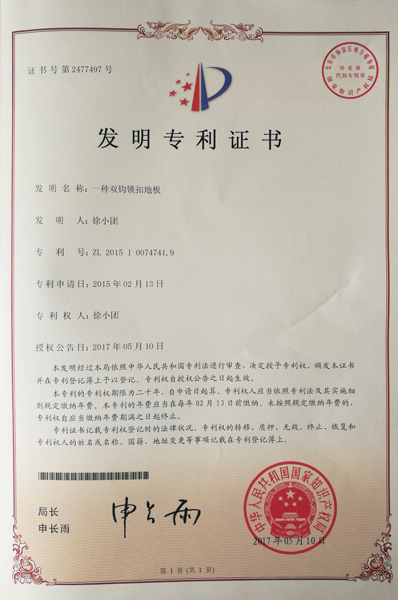 证书号第2477497号
印花税
代扣专用章
发明专利证书
发明名称：一种双钩锁扣地板
发明人：徐小团
专利号：ZL 2015 1 0074741.9
专利申请日：2015年02月13日
专利权人：徐小团
授权公告日：2017年05月10日
本发明经过本局依照中华人民共和国专利法进行审查，决定授予专利权，颁发本证书
并在专利登记簿上予以登记。专利权自授权公告之日起生效。
本专利的专利权期限为二十年，自申请日起算。专利权人应当依照专利法及其实施细
则规定缴纳年费。本专利的年费应当在每年02月13日前缴纳。未按照规定缴纳年费的，
专利权自应当缴纳年费期满之日起终止。
专利证书记载专利权登记时的法律状况。专利权的转移、质押、无效、终止、恢复和
专利权人的姓名或名称、国籍、地址变更等事项记载在专利登记簿上。
局长
申长雨
申长雨
中华人民共和国国家知识产权局
2017年05月10日
第1页(共1页)